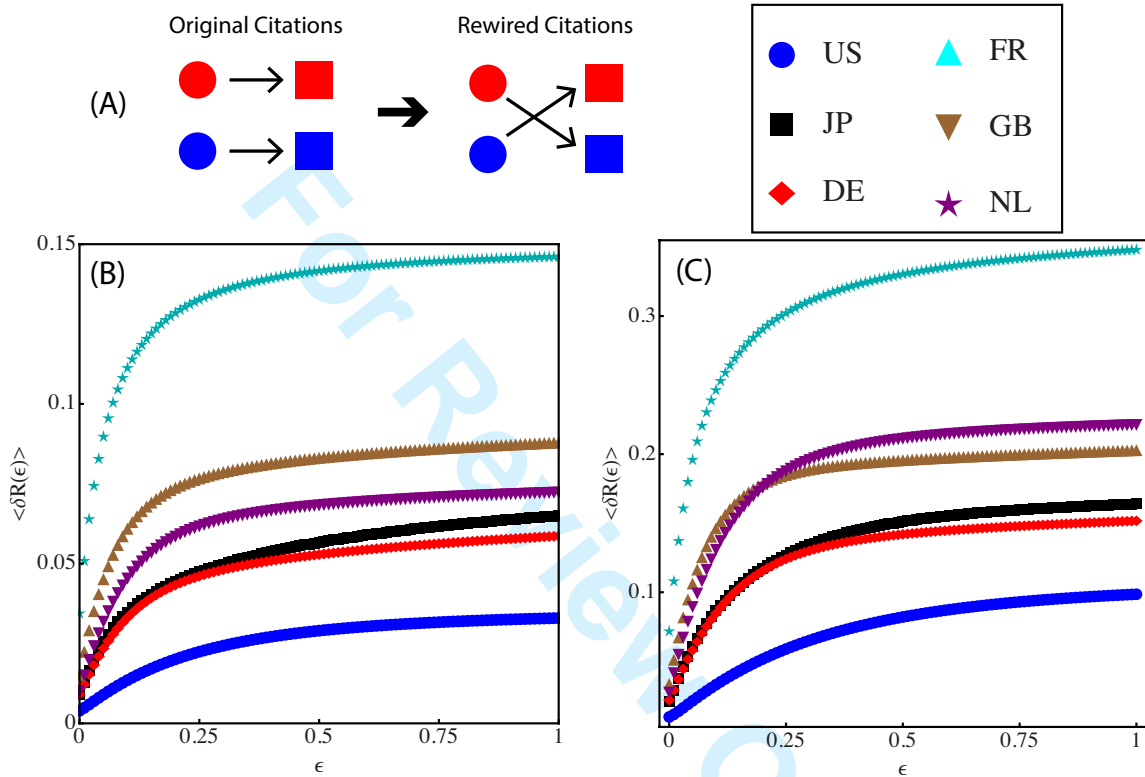 Original Citations
Rewired Citations
(A)
US
FR
JP
GB
DE
NL
(B)
0.15
0.1
0.05
0
<δR(ϵ)>
0
0.25
0.5
0.75
1
ϵ
(C)
0.3
0.2
0.1
<δR(ϵ)>
0
0.25
0.5
0.75
1
ϵ
For Review O